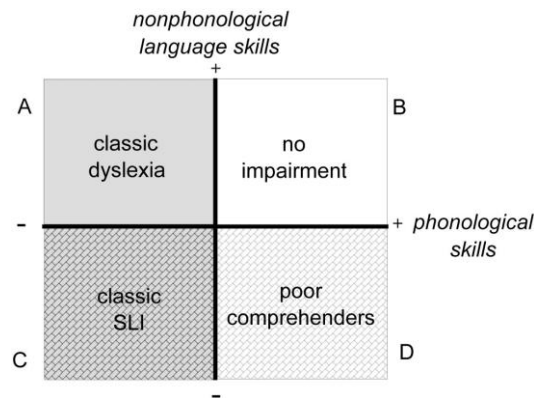 nonphonological
language skills
+
A
B
classic
dyslexia
no
impairment
-
+ phonological
skills
classic
SLI
poor
comprehenders
C
D
-